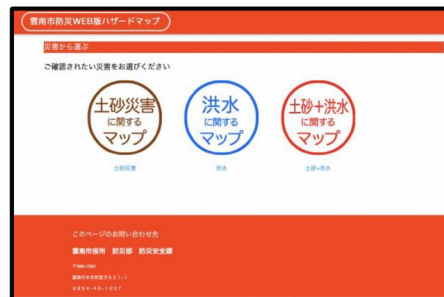 雲南市防災WEB版ハザードマップ
災害から選ぶ
ご確認されたい災害をお選びください
土砂災害
に関する
マップ
洪水
に関する
マップ
土砂+洪水
に関する
マップ
土砂災害
洪水
土砂+洪水
このページのお問い合わせ先
雲南市役所 防災部 防災安全課